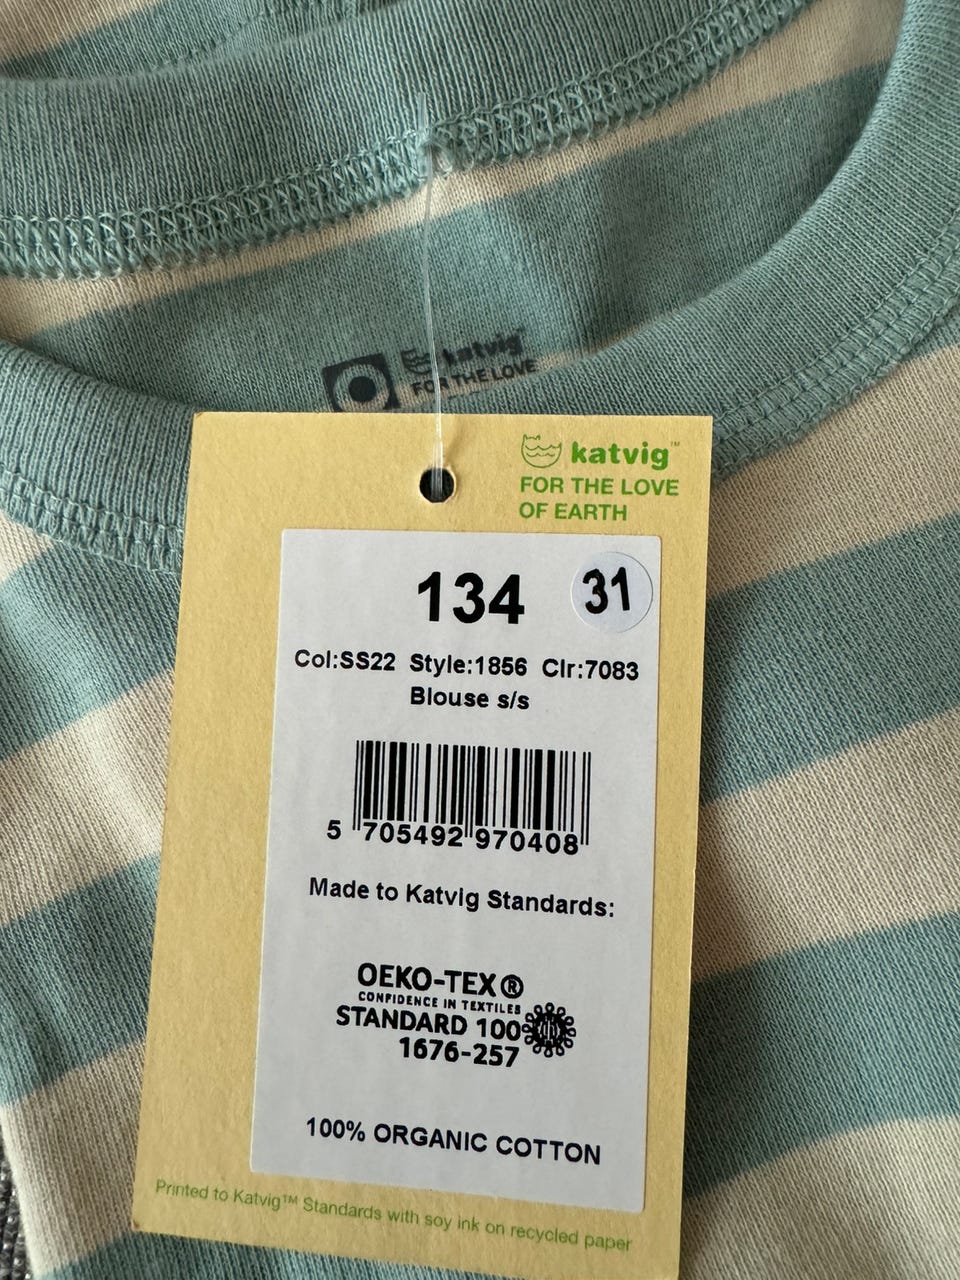 katvig
FOR THE LOVE
katvig™
FOR THE LOVE
OF EARTH
134
31
Col:SS22 Style:1856 Clr:7083
Blouse s/s
5 705492 970408
Made to Katvig Standards:
OEKO-TEX®
CONFIDENCE IN TEXTILES
STANDARD 100
1676-257
100% ORGANIC COTTON
Printed to Katvig™ Standards with soy ink on recycled paper